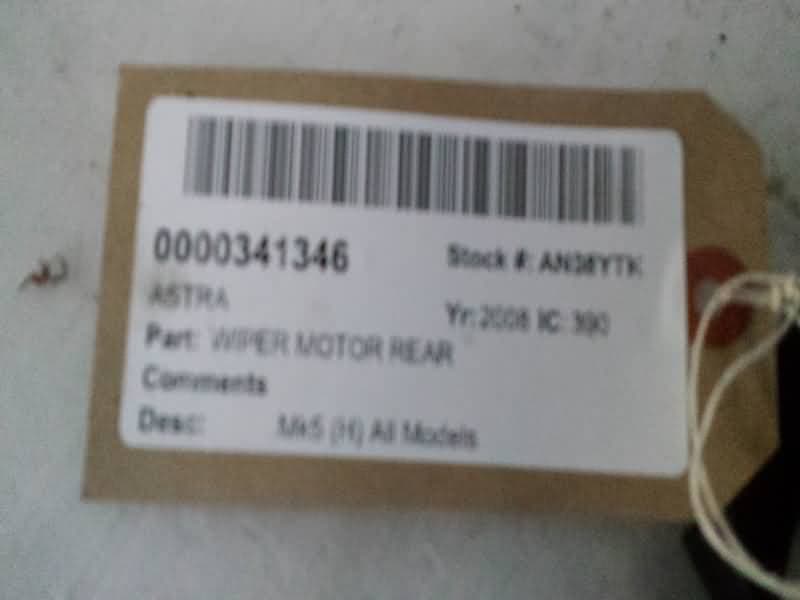 0000341346
Stock #: AN38YTK
ASTRA
Yr: 2008 IC: 390
Part: WIPER MOTOR REAR
Comments
Desc: Mk5 (H) All Models